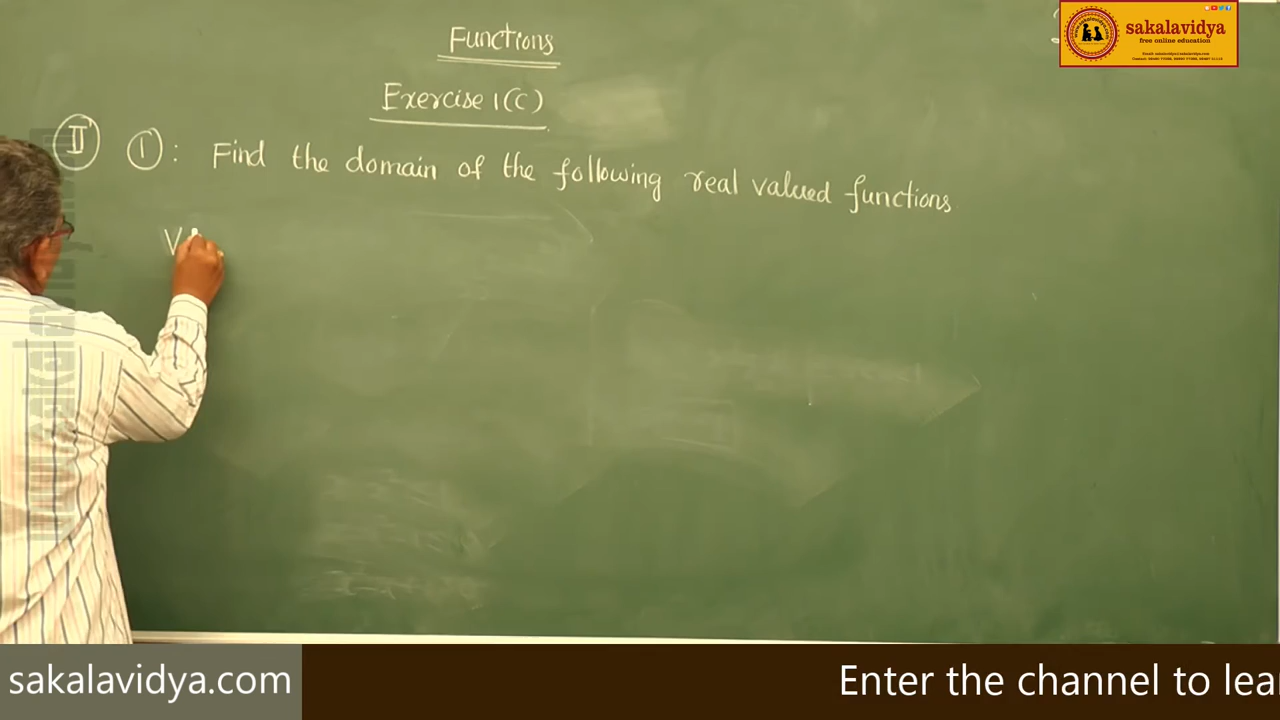 Functions
Exercise 1(C)
II 1 : Find the domain of the following real valued functions
V
sakalavidya
free online education
sakalavidya.com
Enter the channel to lea